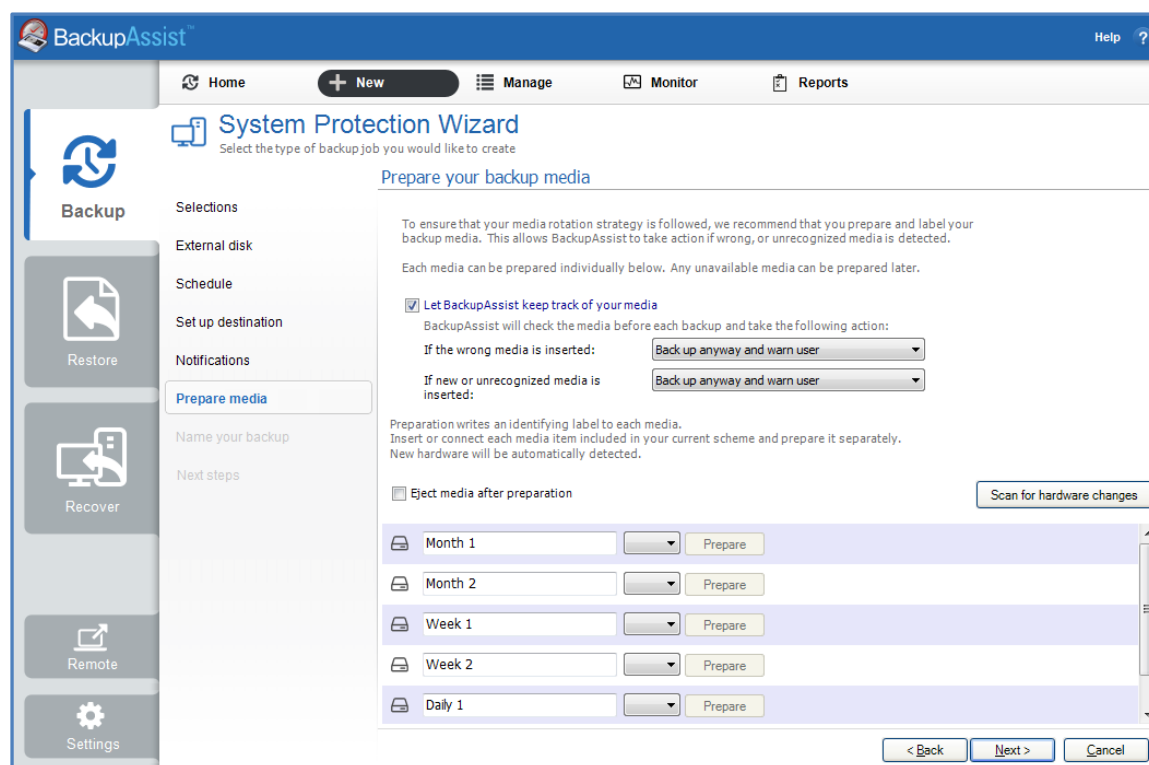 BackupAssist™
Help ?
Home
New
Manage
Monitor
Reports
System Protection Wizard
Select the type of backup job you would like to create
Backup
Restore
Recover
Remote
Settings
Selections
External disk
Schedule
Set up destination
Notifications
Prepare media
Name your backup
Next steps
Prepare your backup media
To ensure that your media rotation strategy is followed, we recommend that you prepare and label your
backup media. This allows BackupAssist to take action if wrong, or unrecognized media is detected.
Each media can be prepared individually below. Any unavailable media can be prepared later.
Let BackupAssist keep track of your media
BackupAssist will check the media before each backup and take the following action:
If the wrong media is inserted: Back up anyway and warn user
If new or unrecognized media is Back up anyway and warn user
inserted:
Preparation writes an identifying label to each media.
Insert or connect each media item included in your current scheme and prepare it separately.
New hardware will be automatically detected.
Eject media after preparation
Scan for hardware changes
Month 1 Prepare
Month 2 Prepare
Week 1 Prepare
Week 2 Prepare
Daily 1 Prepare
< Back
Next >
Cancel